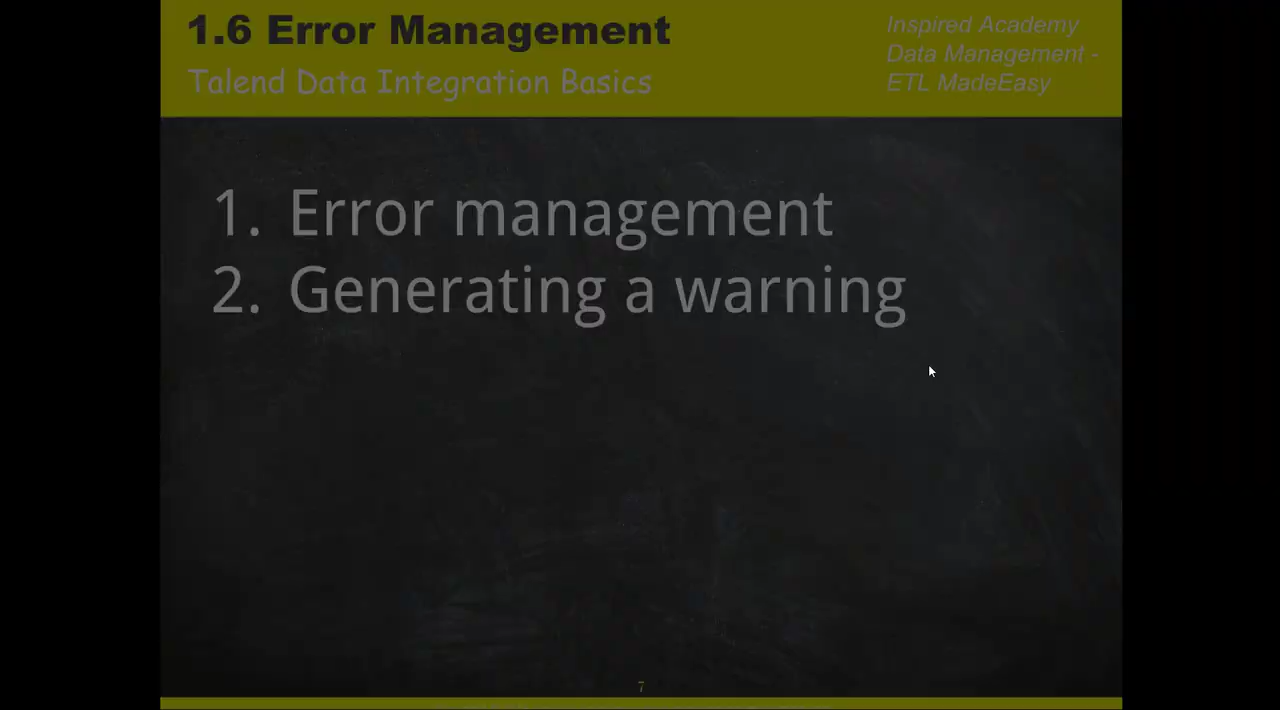 1.6 Error Management
Talend Data Integration Basics
Inspired Academy
Data Management -
ETL MadeEasy
1. Error management
2. Generating a warning
7